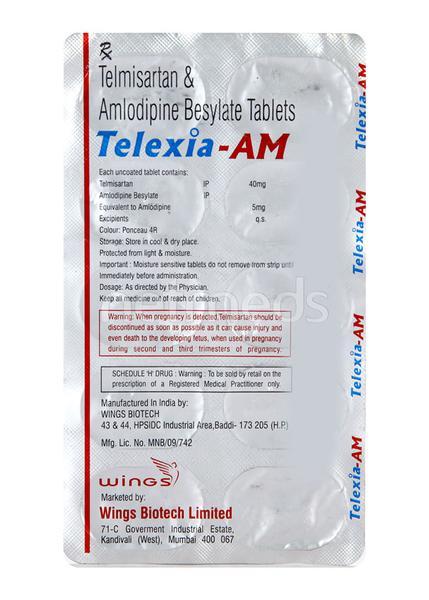 Rx
Telmisartan &
Amlodipine Besylate Tablets
Telexia-AM
Each uncoated tablet contains:
Telmisartan IP 40mg
Amlodipine Besylate IP
Equivalent to Amlodipine 5mg
Excipients q.s.
Colour: Ponceau 4R
Storage: Store in cool & dry place.
Protected from light & moisture.
Important : Moisture sensitive tablets do not remove from strip until
Immediately before administration.
Dosage: As directed by the Physician.
Keep all medicine out of reach of children.
Warning: When pregnancy is detected,Telmisartan should be
discontinued as soon as possible as it can cause injury and
even death to the developing fetus, when used in pregnancy
during second and third trimesters of pregnancy.
SCHEDULE 'H' DRUG : Warning : To be sold by retail on the
prescription of a Registered Medical Practitioner only.
Manufactured In India by:
WINGS BIOTECH
43 & 44, HPSIDC Industrial Area,Baddi- 173 205 (H.P.)
Mfg. Lic. No. MNB/09/742
WINGS
Marketed by:
Wings Biotech Limited
71-C Goverment Industrial Estate,
Kandivali (West), Mumbai 400 067
Telexia-AM
Telexia-AM
Telexia-AM
Telexia-AM